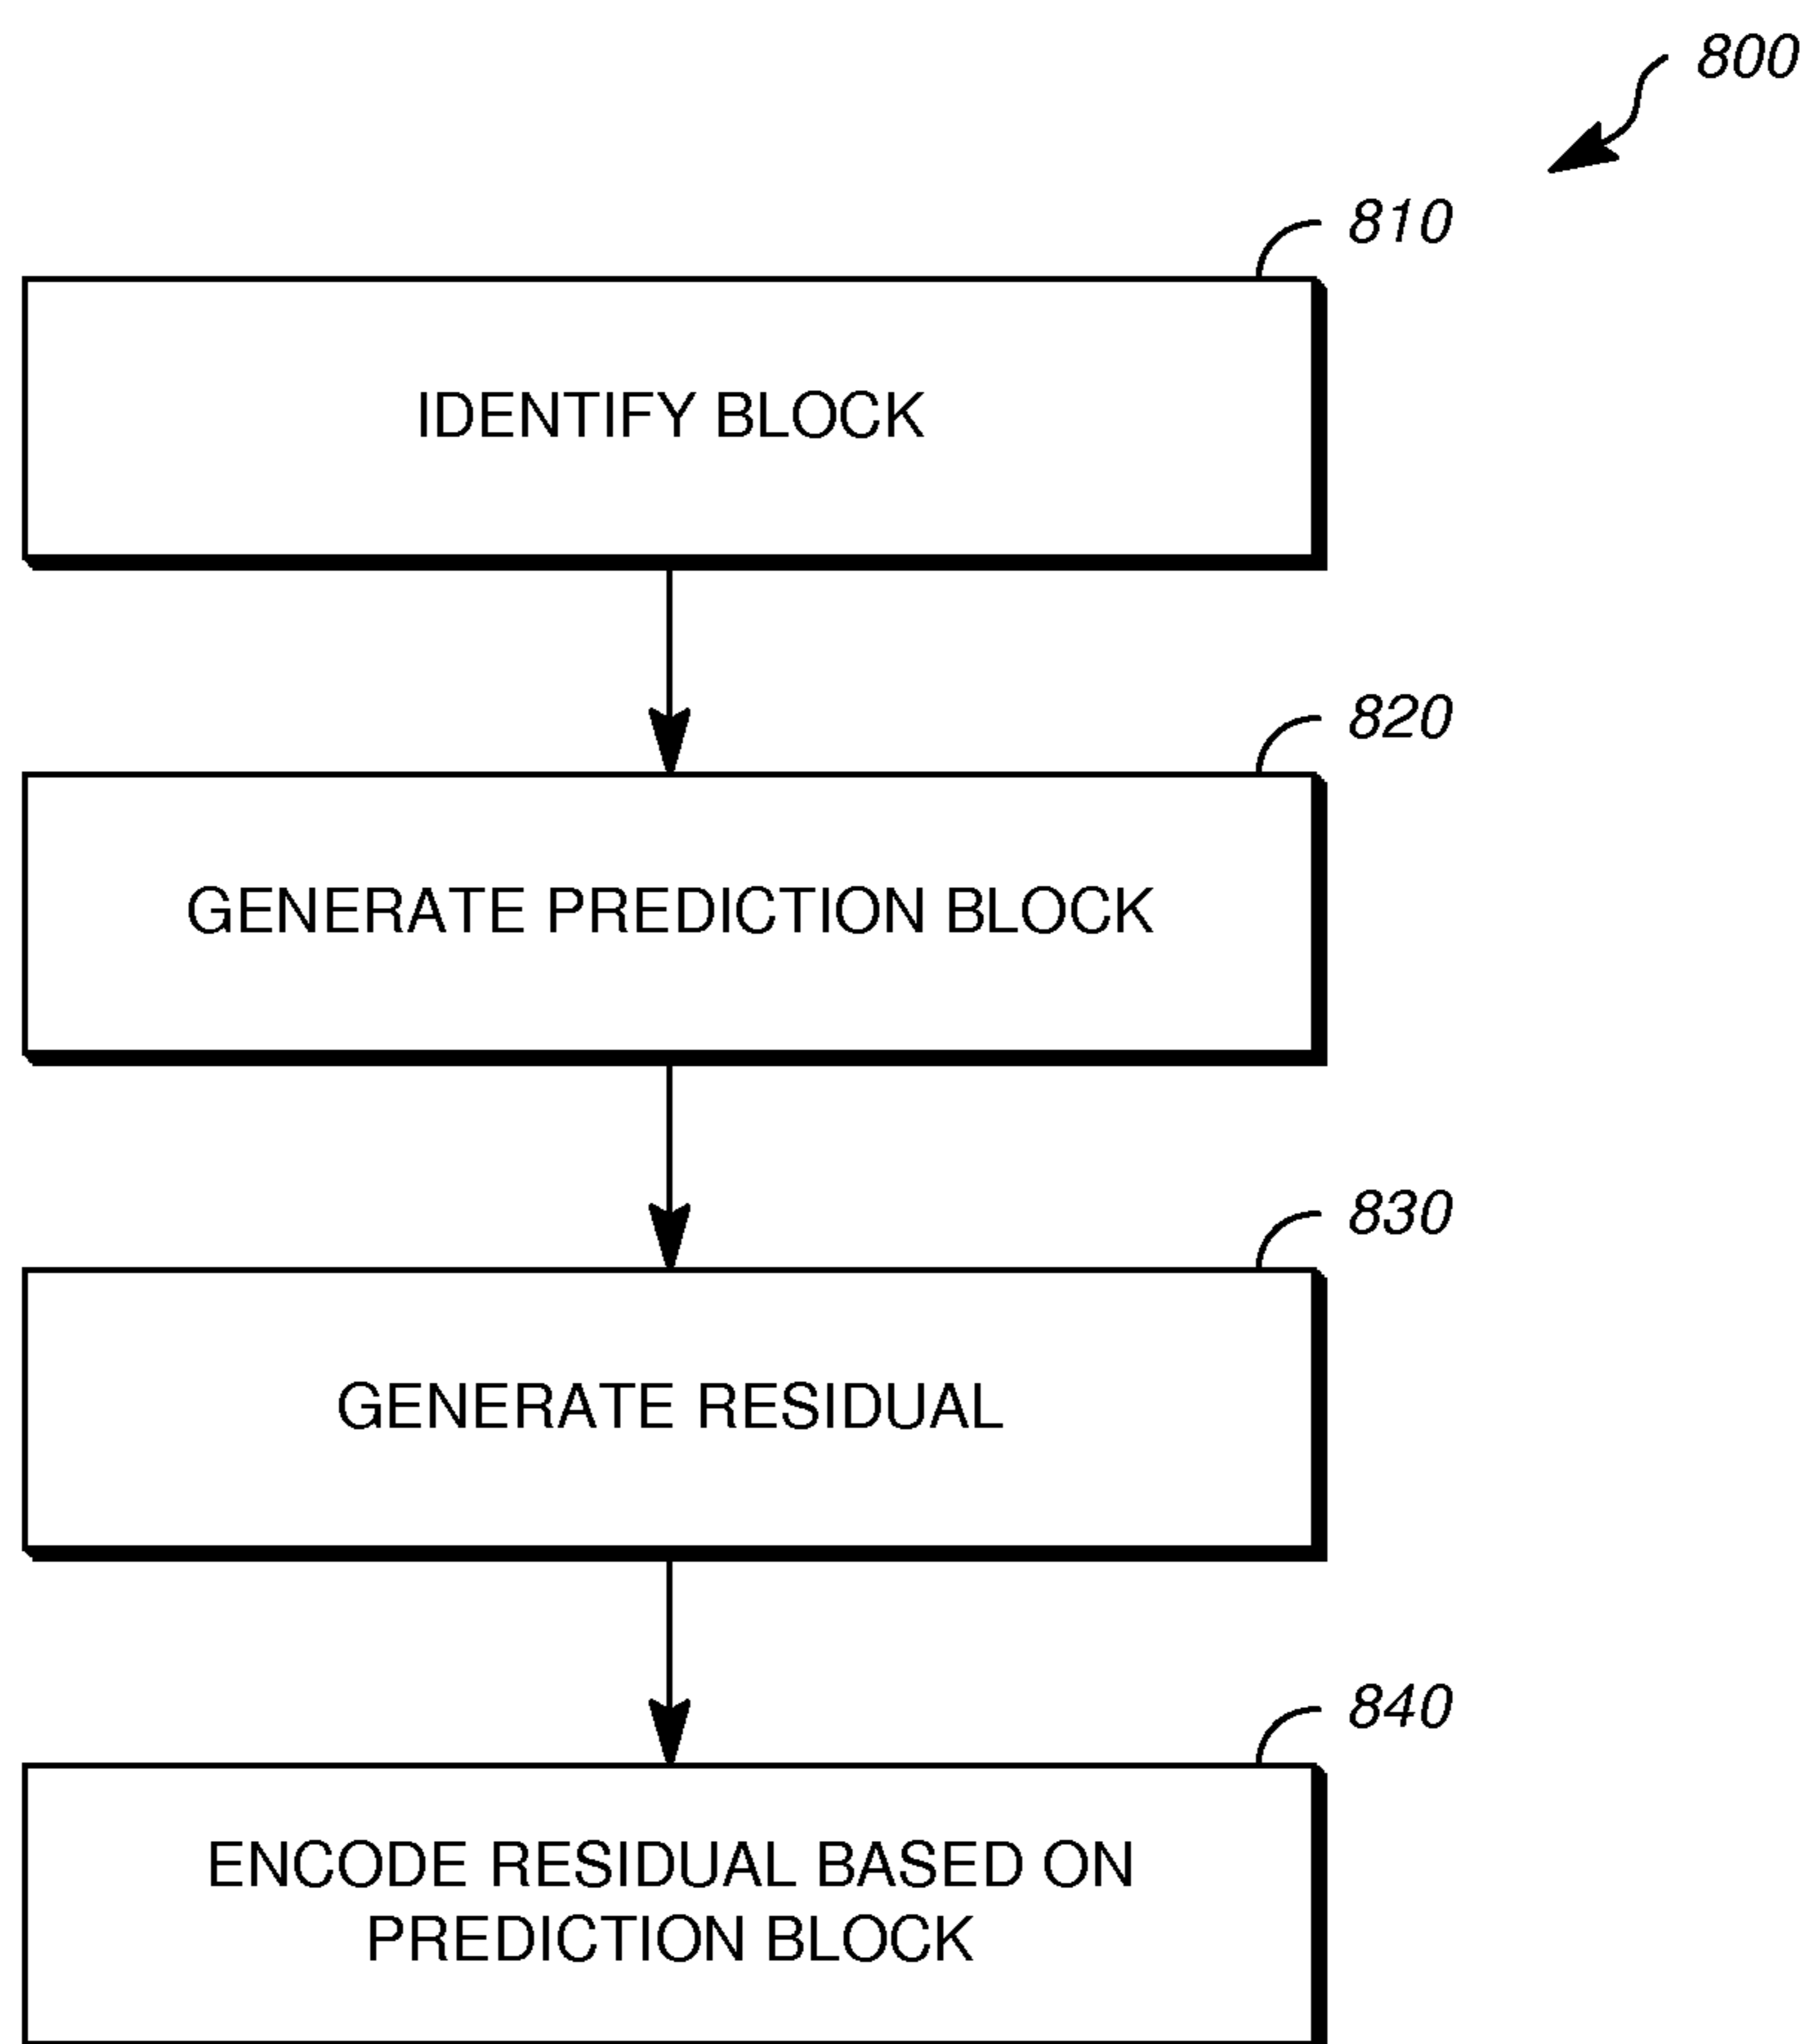 800
810
IDENTIFY BLOCK
820
GENERATE PREDICTION BLOCK
830
GENERATE RESIDUAL
840
ENCODE RESIDUAL BASED ON
PREDICTION BLOCK